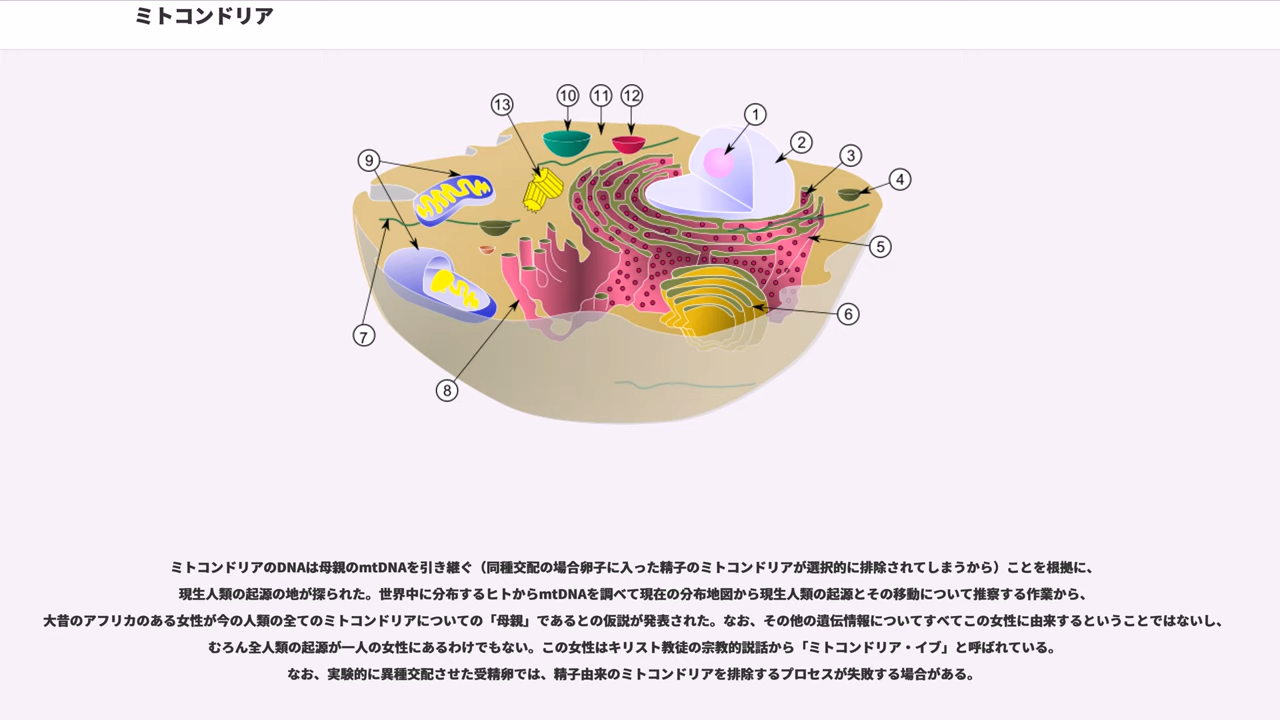 ミトコンドリア
10
11
12
13
1
2
9
3
4
5
6
7
8
ミトコンドリアのDNAは母親のmtDNAを引き継ぐ（同種交配の場合卵子に入った精子のミトコンドリアが選択的に排除されてしまうから）ことを根拠に、
現生人類の起源の地が探られた。世界中に分布するヒトからmtDNAを調べて現在の分布地図から現生人類の起源とその移動について推察する作業から、
大昔のアフリカのある女性が今の人類の全てのミトコンドリアについての「母親」であるとの仮説が発表された。なお、その他の遺伝情報についてすべてこの女性に由来するということではないし、
むろん全人類の起源が一人の女性にあるわけでもない。この女性はキリスト教徒の宗教的説話から「ミトコンドリア・イブ」と呼ばれている。
なお、実験的に異種交配させた受精卵では、精子由来のミトコンドリアを排除するプロセスが失敗する場合がある。